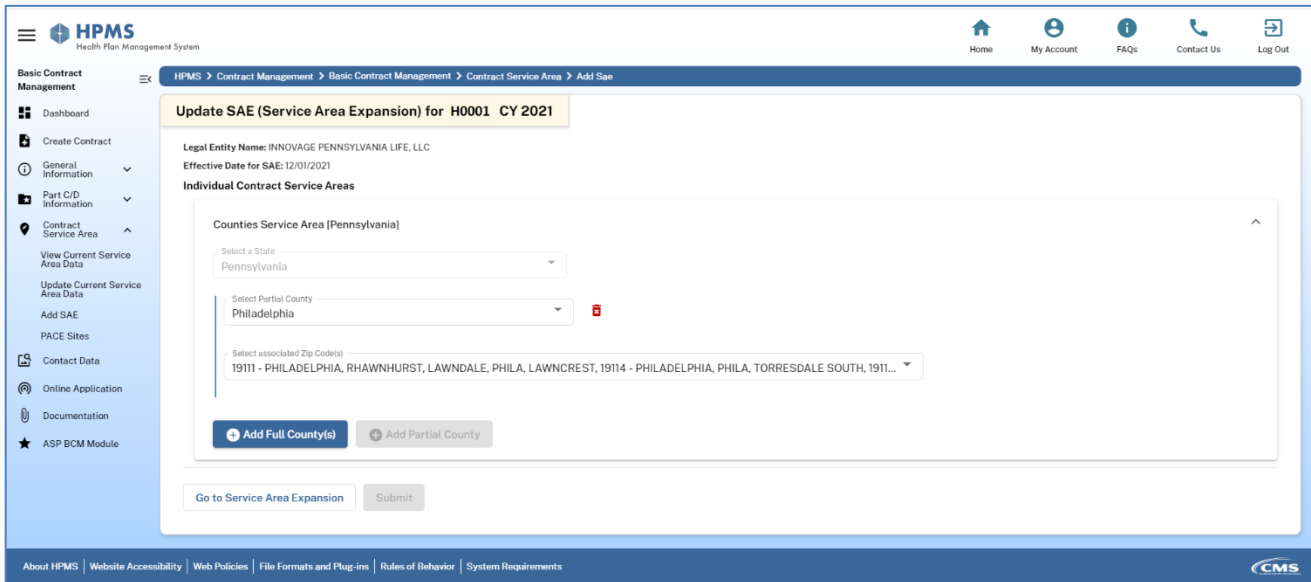 HPMS
Health Plan Management System
Home
My Account
FAQs
Contact Us
Log Out
Basic Contract
Management
HPMS > Contract Management > Basic Contract Management > Contract Service Area > Add Sae
Dashboard
Create Contract
General
Information
Part C/D
Information
Contract
Service Area
View Current Service
Area Data
Update Current Service
Area Data
Add SAE
PACE Sites
Contact Data
Online Application
Documentation
ASP BCM Module
Update SAE (Service Area Expansion) for H0001 CY 2021
Legal Entity Name: INNOVAGE PENNSYLVANIA LIFE, LLC
Effective Date for SAE: 12/01/2021
Individual Contract Service Areas
Counties Service Area [Pennsylvania]
Select a State
Pennsylvania
Select Partial County
Philadelphia
Select associated Zip Code(s)
19111 - PHILADELPHIA, RHAWNHURST, LAWNDALE, PHILA, LAWNCREST, 19114 - PHILADELPHIA, PHILA, TORRESDALE SOUTH, 1911...
Add Full County(s)
Add Partial County
Go to Service Area Expansion
Submit
About HPMS | Website Accessibility | Web Policies | File Formats and Plug-ins | Rules of Behavior | System Requirements
CMS